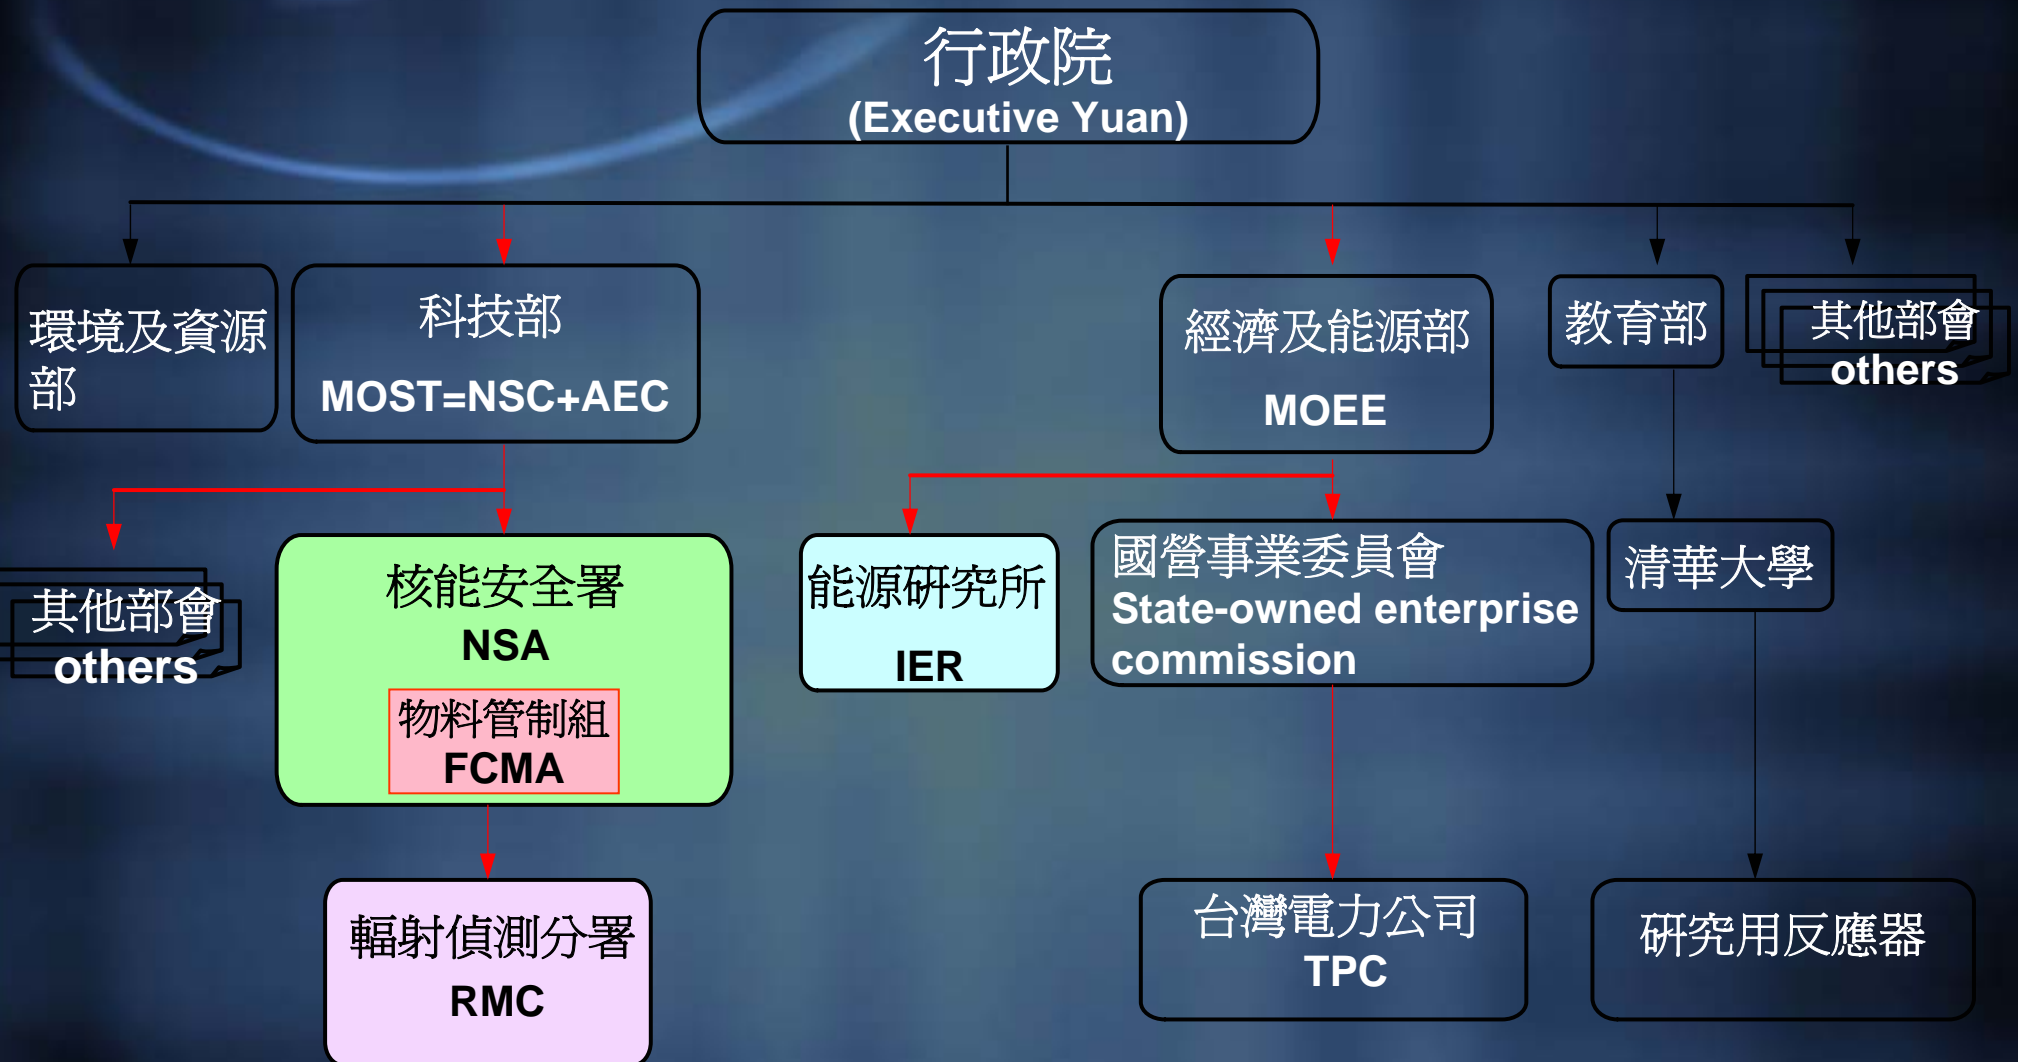 行政院
(Executive Yuan)
環境及資源
部
科技部
MOST=NSC+AEC
經濟及能源部
MOEE
教育部
其他部會
others
其他部會
others
核能安全署
NSA
物料管制組
FCMA
能源研究所
IER
國營事業委員會
State-owned enterprise
commission
清華大學
輻射偵測分署
RMC
台灣電力公司
TPC
研究用反應器